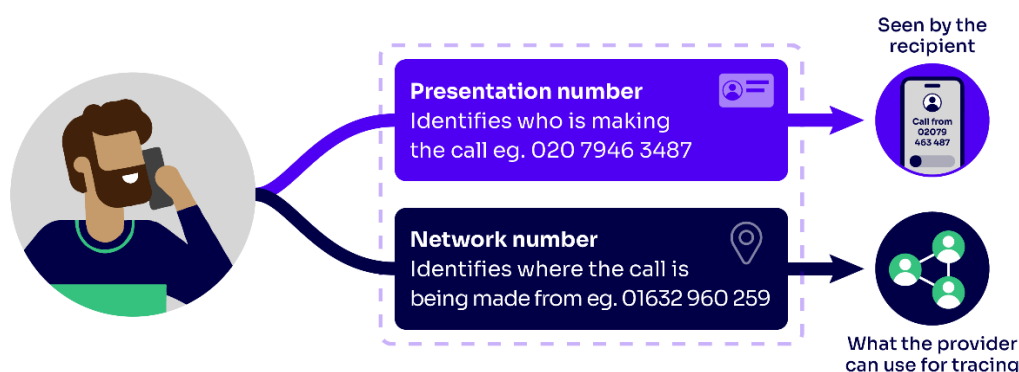 Presentation number
Identifies who is making
the call eg. 020 7946 3487
Seen by the
recipient
Call from
02079
463 487
Network number
Identifies where the call is
being made from eg. 01632 960 259
What the provider
can use for tracing